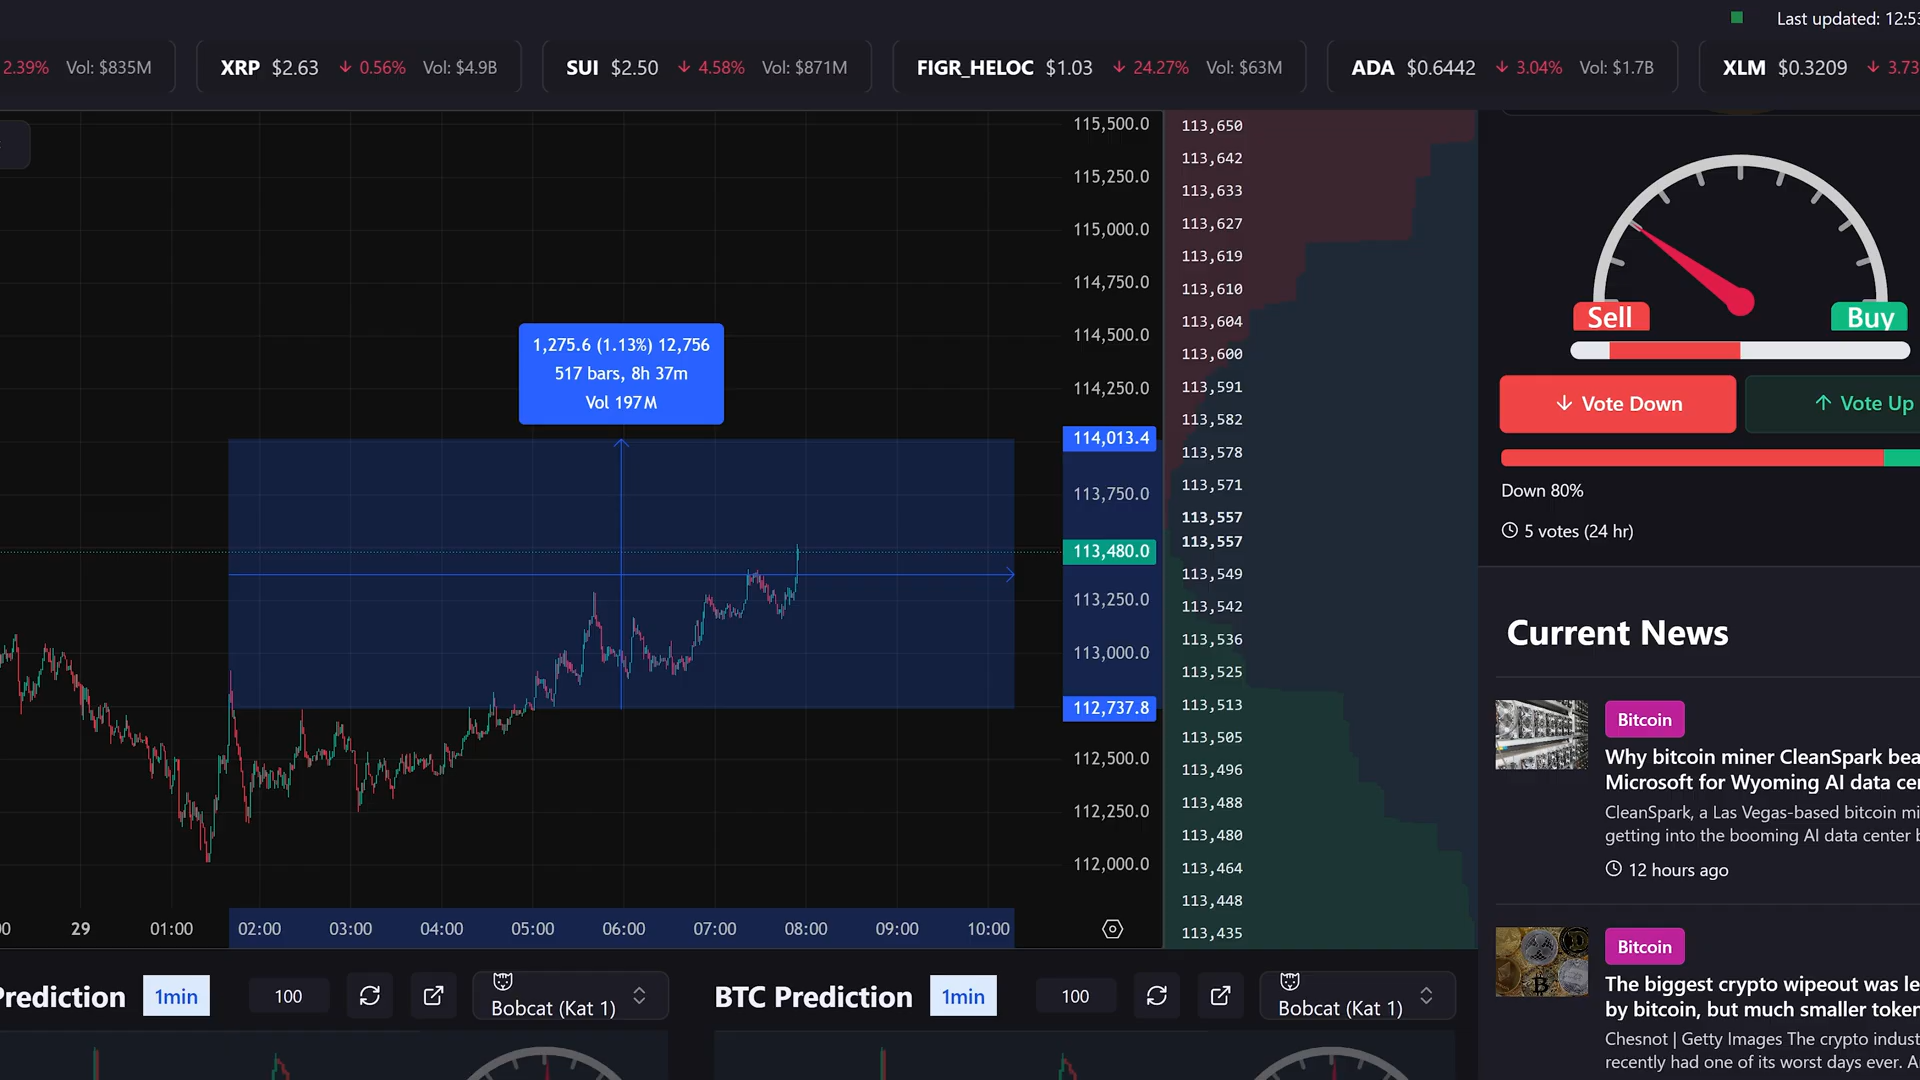 Last updated: 12:53
2.39% Vol: $835M
XRP $2.63 0.56% Vol: $4.9B
SUI $2.50 4.58% Vol: $871M
FIGR_HELOC $1.03 24.27% Vol: $63M
ADA $0.6442 3.04% Vol: $1.7B
XLM $0.3209 3.73
115,500.0
115,250.0
115,000.0
114,750.0
114,500.0
114,250.0
114,013.4
113,750.0
113,480.0
113,250.0
113,000.0
112,737.8
112,500.0
112,250.0
112,000.0
1,275.6 (1.13%) 12,756
517 bars, 8h 37m
Vol 197 M
29 01:00 02:00 03:00 04:00 05:00 06:00 07:00 08:00 09:00 10:00
113,650
113,642
113,633
113,627
113,619
113,610
113,604
113,600
113,591
113,582
113,578
113,571
113,557
113,557
113,549
113,542
113,536
113,525
113,513
113,505
113,496
113,488
113,480
113,464
113,448
113,435
Sell Buy
Vote Down
Vote Up
Down 80%
5 votes (24 hr)
Current News
Bitcoin
Why bitcoin miner CleanSpark bea
Microsoft for Wyoming AI data ce
CleanSpark, a Las Vegas-based bitcoin mi
getting into the booming AI data center b
12 hours ago
Bitcoin
The biggest crypto wipeout was le
by bitcoin, but much smaller token
Chesnot | Getty Images The crypto indust
recently had one of its worst days ever. A
rediction 1min 100 Bobcat (Kat 1)
BTC Prediction 1min 100 Bobcat (Kat 1)